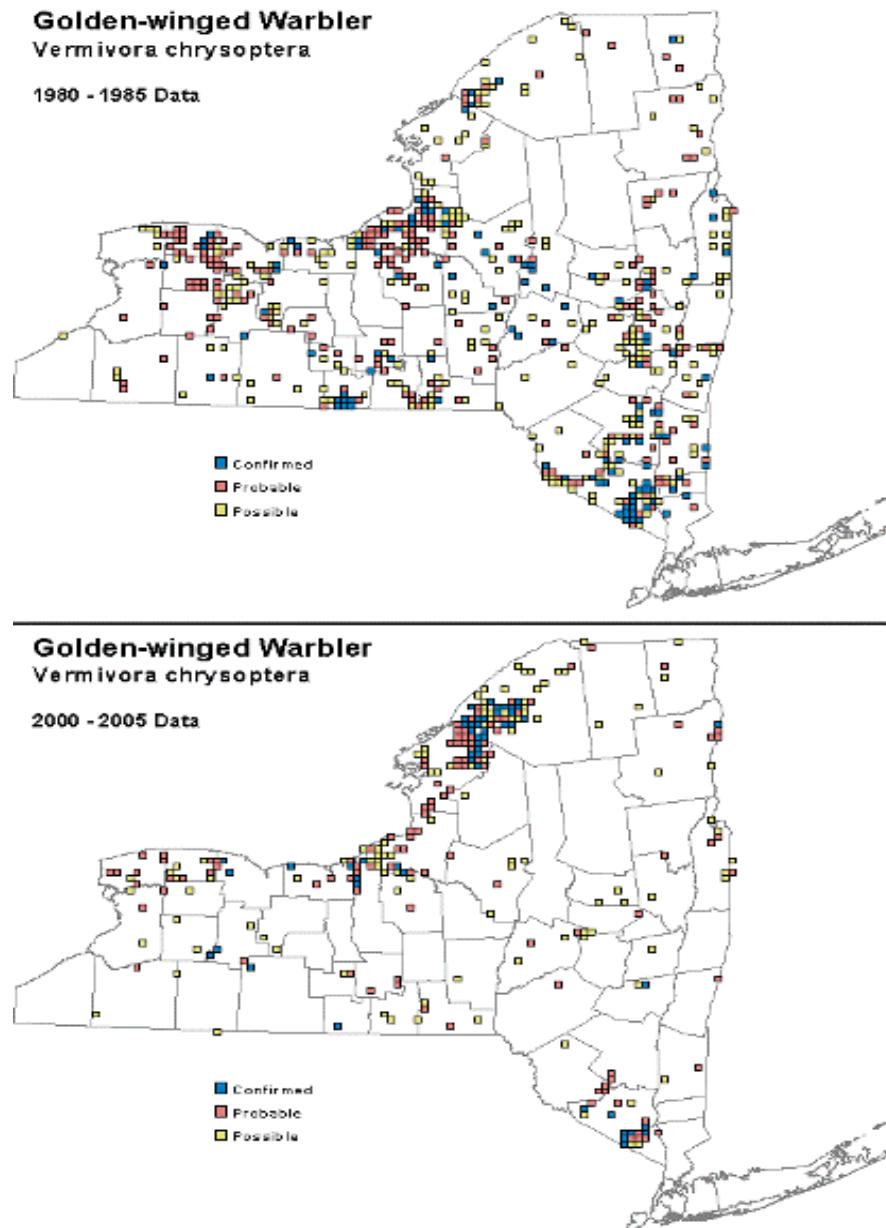 Golden-winged Warbler
Vermivora chrysoptera
1980 - 1985 Data
Confirmed
Probable
Possible
Golden-winged Warbler
Vermivora chrysoptera
2000 - 2005 Data
Confirmed
Probable
Possible